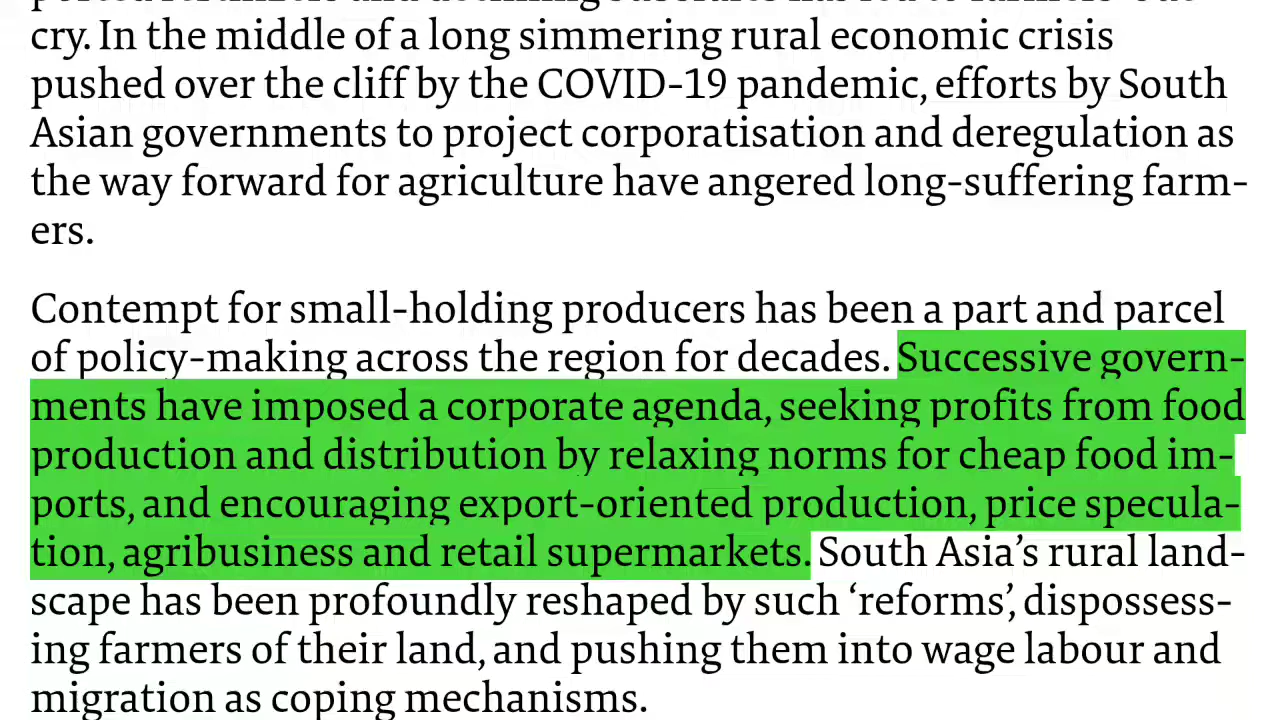 cry. In the middle of a long simmering rural economic crisis
pushed over the cliff by the COVID-19 pandemic, efforts by South
Asian governments to project corporatisation and deregulation as
the way forward for agriculture have angered long-suffering farm-
ers.
Contempt for small-holding producers has been a part and parcel
of policy-making across the region for decades. Successive govern-
ments have imposed a corporate agenda, seeking profits from food
production and distribution by relaxing norms for cheap food im-
ports, and encouraging export-oriented production, price specula-
tion, agribusiness and retail supermarkets. South Asia’s rural land-
scape has been profoundly reshaped by such ‘reforms’, dispossess-
ing farmers of their land, and pushing them into wage labour and
migration as coping mechanisms.